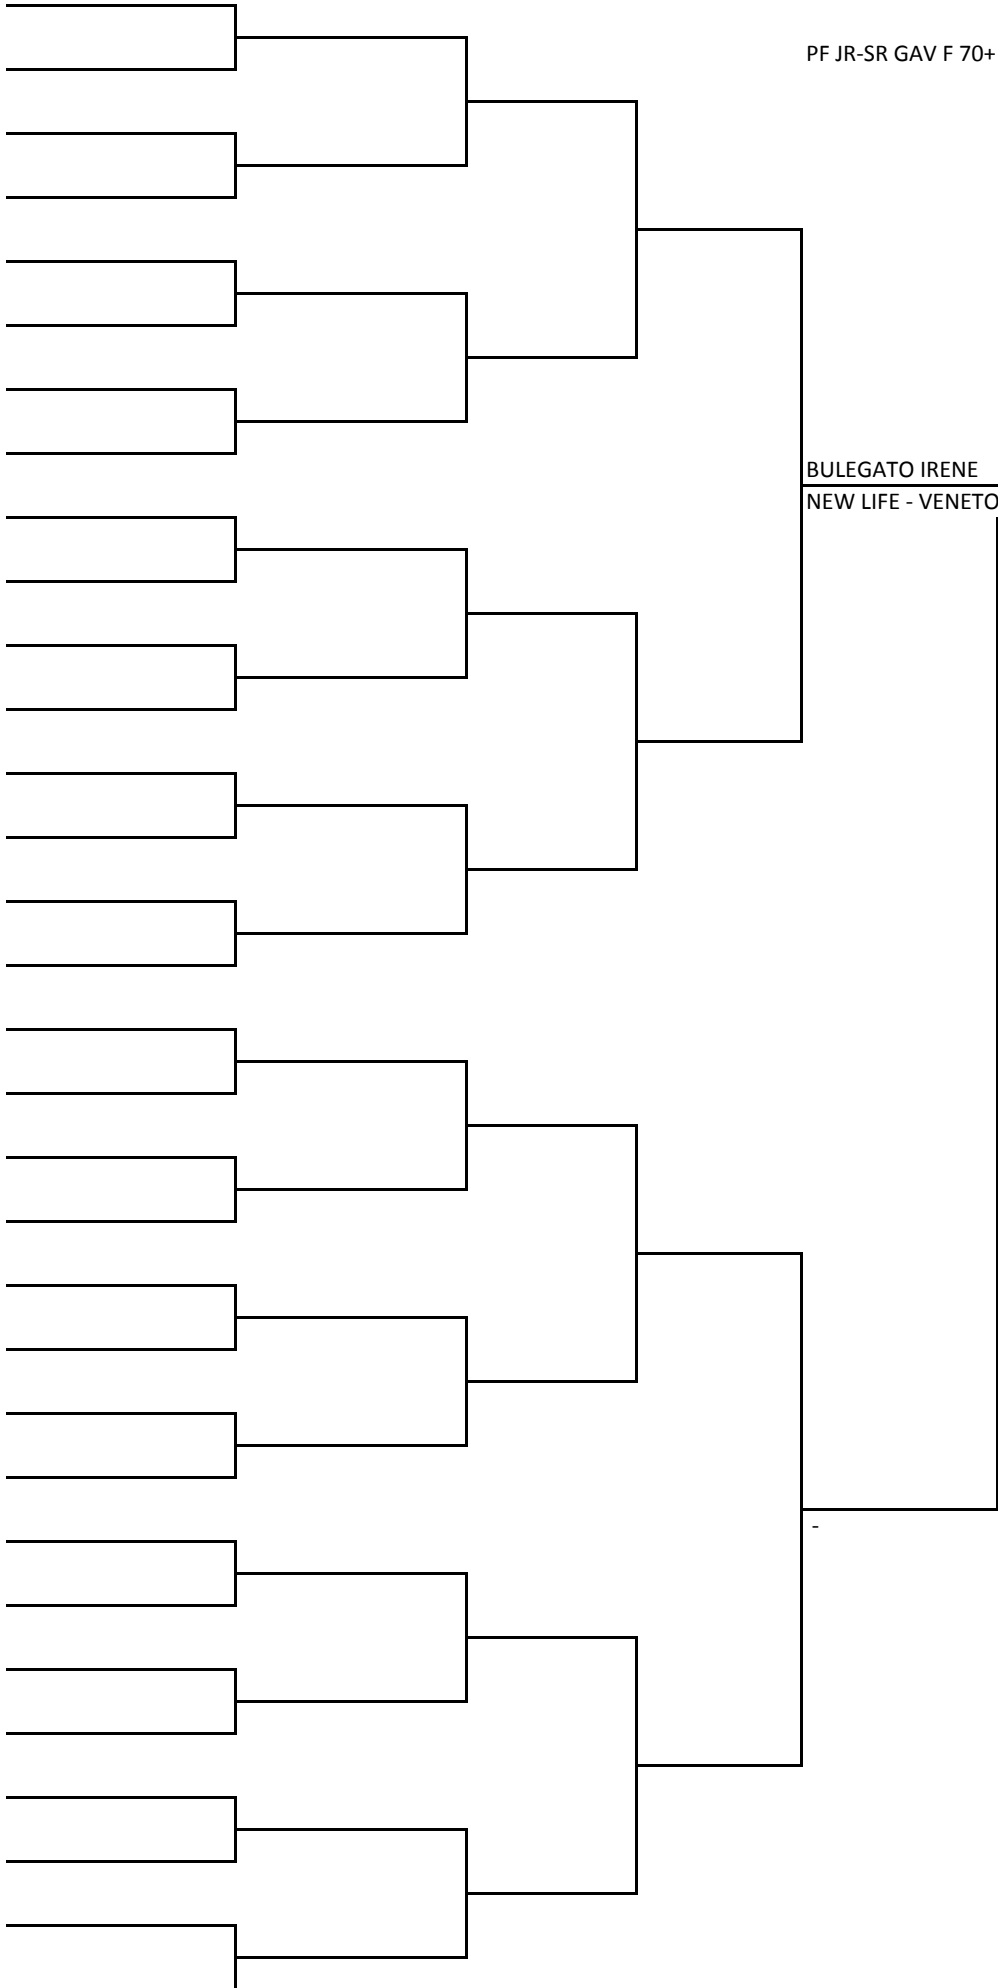 PF JR-SR GAV F 70+
BULEGATO IRENE
NEW LIFE - VENETO
-